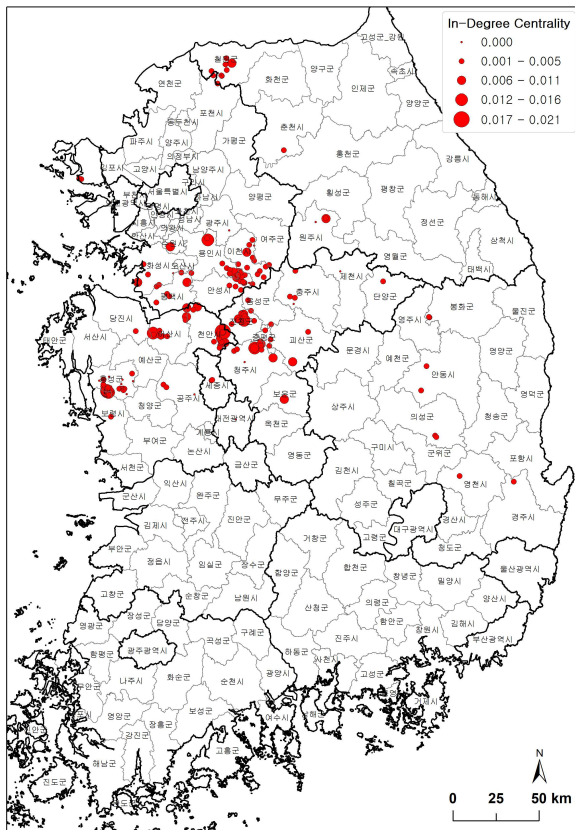 In-Degree Centrality
0.000
0.001 - 0.005
0.006 - 0.011
0.012 - 0.016
0.017 - 0.021
고성군_강원
속초시
양구군
화천군
인제군
양양군
연천군
포천시
춘천시
동두천시
파주시
양주시
가평군
홍천군
강릉시
의정부시
고양시
남양주시
서울특별시
양평군
횡성군
평창군
동해시
정선군
광주시
여주군
원주시
삼척시
용인시
이천시
영월군
태백시
화성시
오산시
안성시
제천시
충주시
단양군
봉화군
울진군
당진시
영주시
서산시
천안시
괴산군
태안군
예산군
문경시
예천군
영양군
청주시
안동시
영덕군
세종시
보은군
청양군
공주시
상주시
의성군
청송군
보령시
대전광역시
옥천군
부여군
계룡시
구미시
군위군
포항시
논산시
영동군
서천군
금산군
김천시
칠곡군
영천시
익산시
무주군
성주군
군산시
완주군
경산시
경주시
대구광역시
전주시
진안군
거창군
고령군
김제시
청도군
부안군
정읍시
임실군
장수군
함양군
합천군
창녕군
밀양시
울산광역시
고창군
순창군
남원시
산청군
의령군
양산시
장성군
담양군
영광군
함안군
김해시
구례군
진주시
창원시
부산광역시
함평군
광주광역시
곡성군
하동군
사천시
나주시
화순군
순천시
광양시
고성군
거제시
영암군
보성군
여수시
장흥군
강진군
고흥군
해남군
진도군
N
0 25 50 km